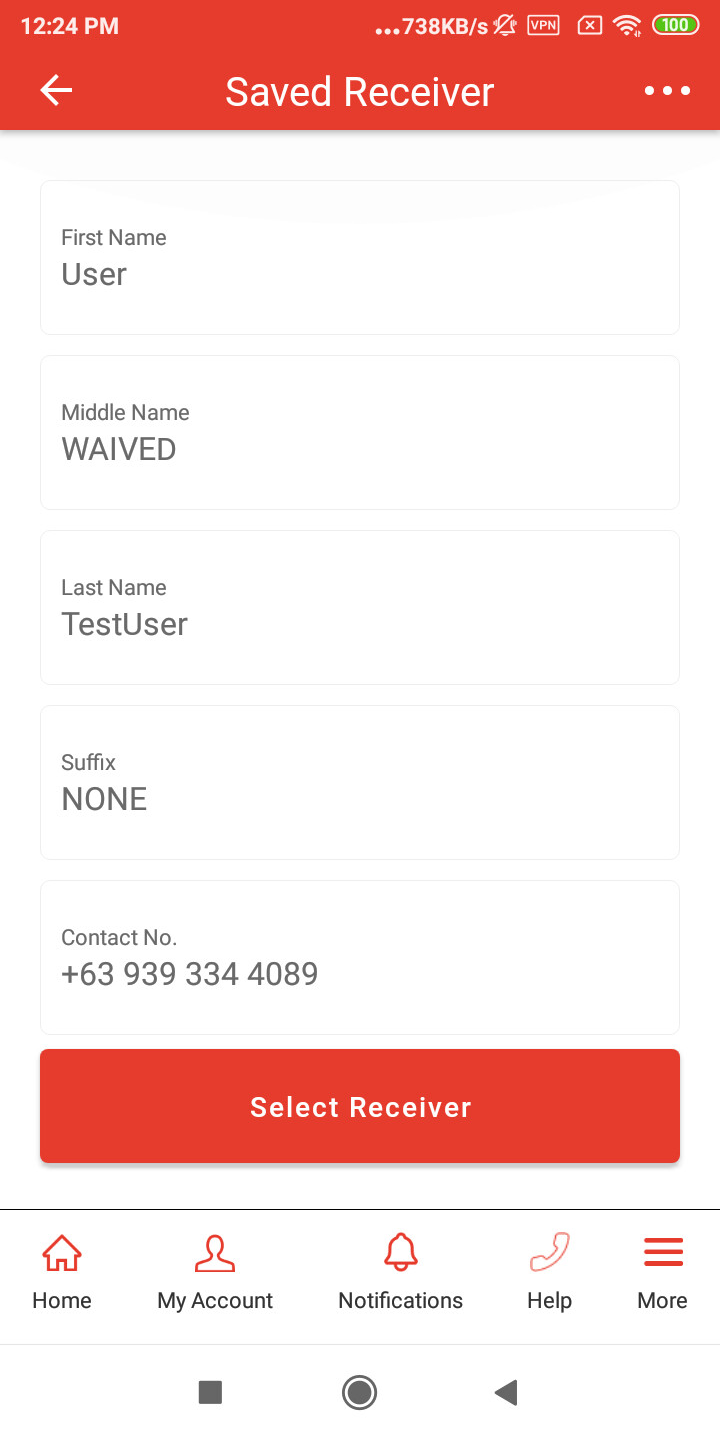 12:24 PM ...738KB/s VPN 100
Saved Receiver
First Name
User
Middle Name
WAIVED
Last Name
TestUser
Suffix
NONE
Contact No.
+63 939 334 4089
Select Receiver
Home My Account Notifications Help More